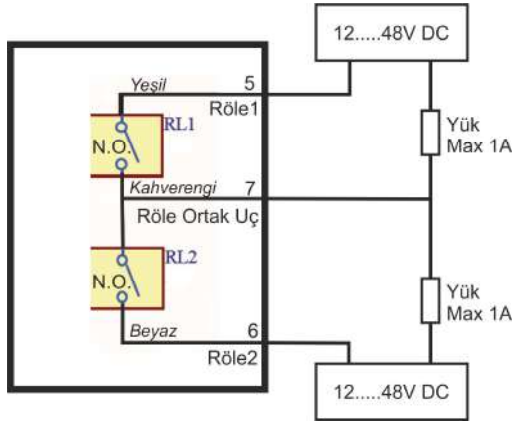 12.....48V DC
Yeşil 5
Röle1
RL1
N.O.
Yük
Max 1A
Kahverengi 7
Röle Ortak Uç
RL2
N.O.
Yük
Max 1A
Beyaz 6
Röle2
12.....48V DC